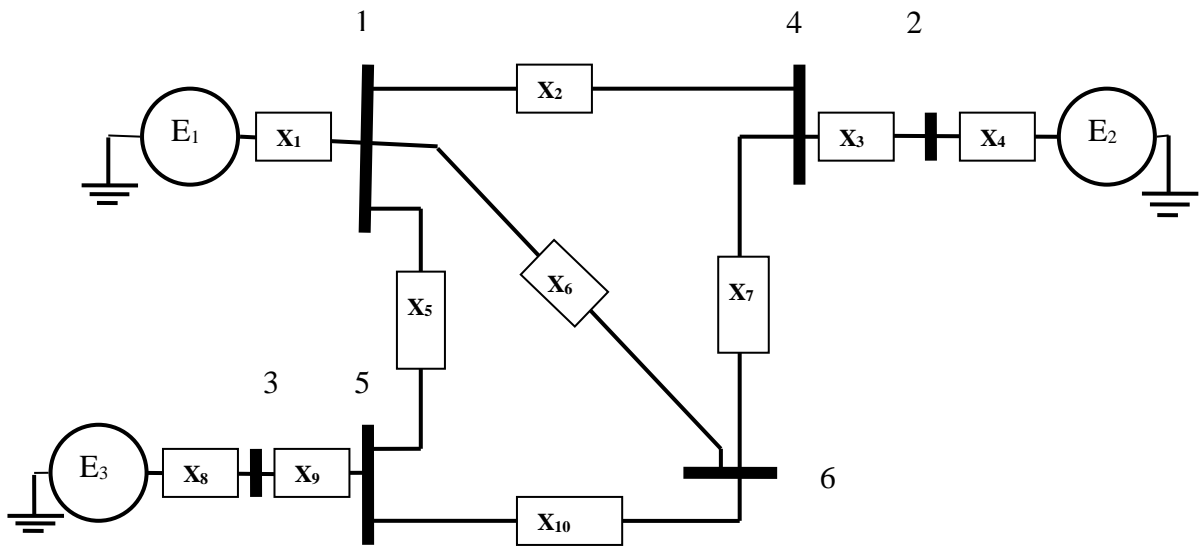 1
4
2
E₁
X₁
X₂
X₃
X₄
E₂
X₆
X₇
X₅
3
5
E₃
X₈
X₉
X₁₀
6